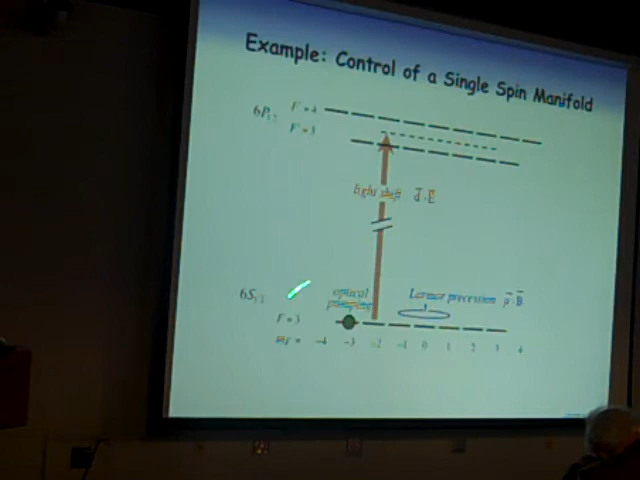 Example: Control of a Single Spin Manifold
6P1/2 F' = 4
F' = 3
light shift d · E
6S1/2
optical pumping
Larmor precession μ · B
F = 3
mF = -4 -3 -2 -1 0 1 2 3 4